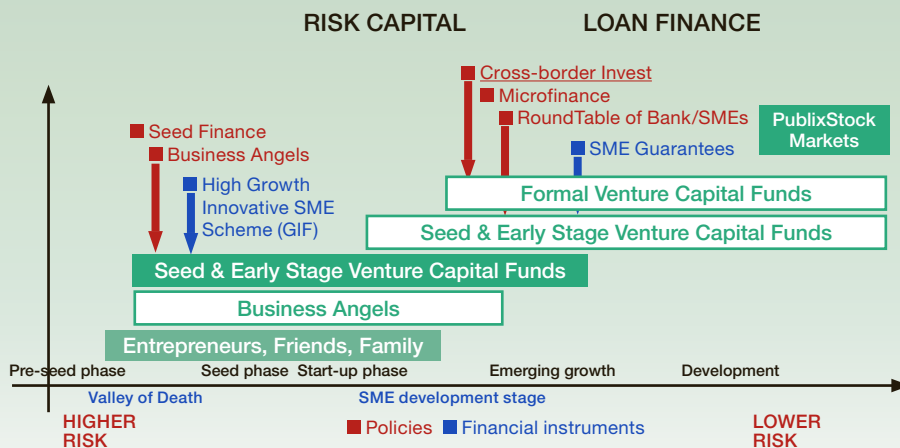 RISK CAPITAL
LOAN FINANCE
Cross-border Invest
Microfinance
RoundTable of Bank/SMEs
PublixStock
Markets
Seed Finance
Business Angels
SME Guarantees
High Growth
Innovative SME
Scheme (GIF)
Formal Venture Capital Funds
Seed & Early Stage Venture Capital Funds
Seed & Early Stage Venture Capital Funds
Business Angels
Entrepreneurs, Friends, Family
Pre-seed phase
Seed phase
Start-up phase
Emerging growth
Development
Valley of Death
SME development stage
HIGHER
RISK
Policies
Financial instruments
LOWER
RISK